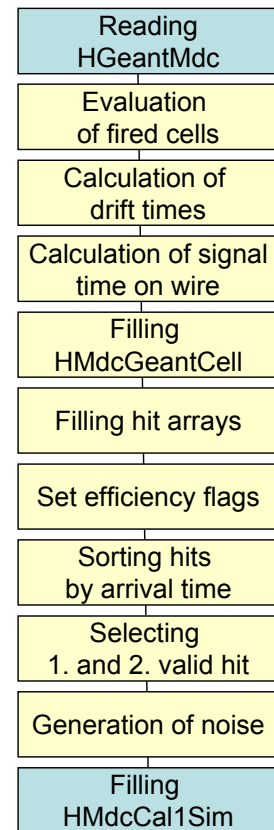 Reading
HGeantMdc
Evaluation
of fired cells
Calculation of
drift times
Calculation of signal
time on wire
Filling
HMdcGeantCell
Filling hit arrays
Set efficiency flags
Sorting hits
by arrival time
Selecting
1. and 2. valid hit
Generation of noise
Filling
HMdcCal1Sim